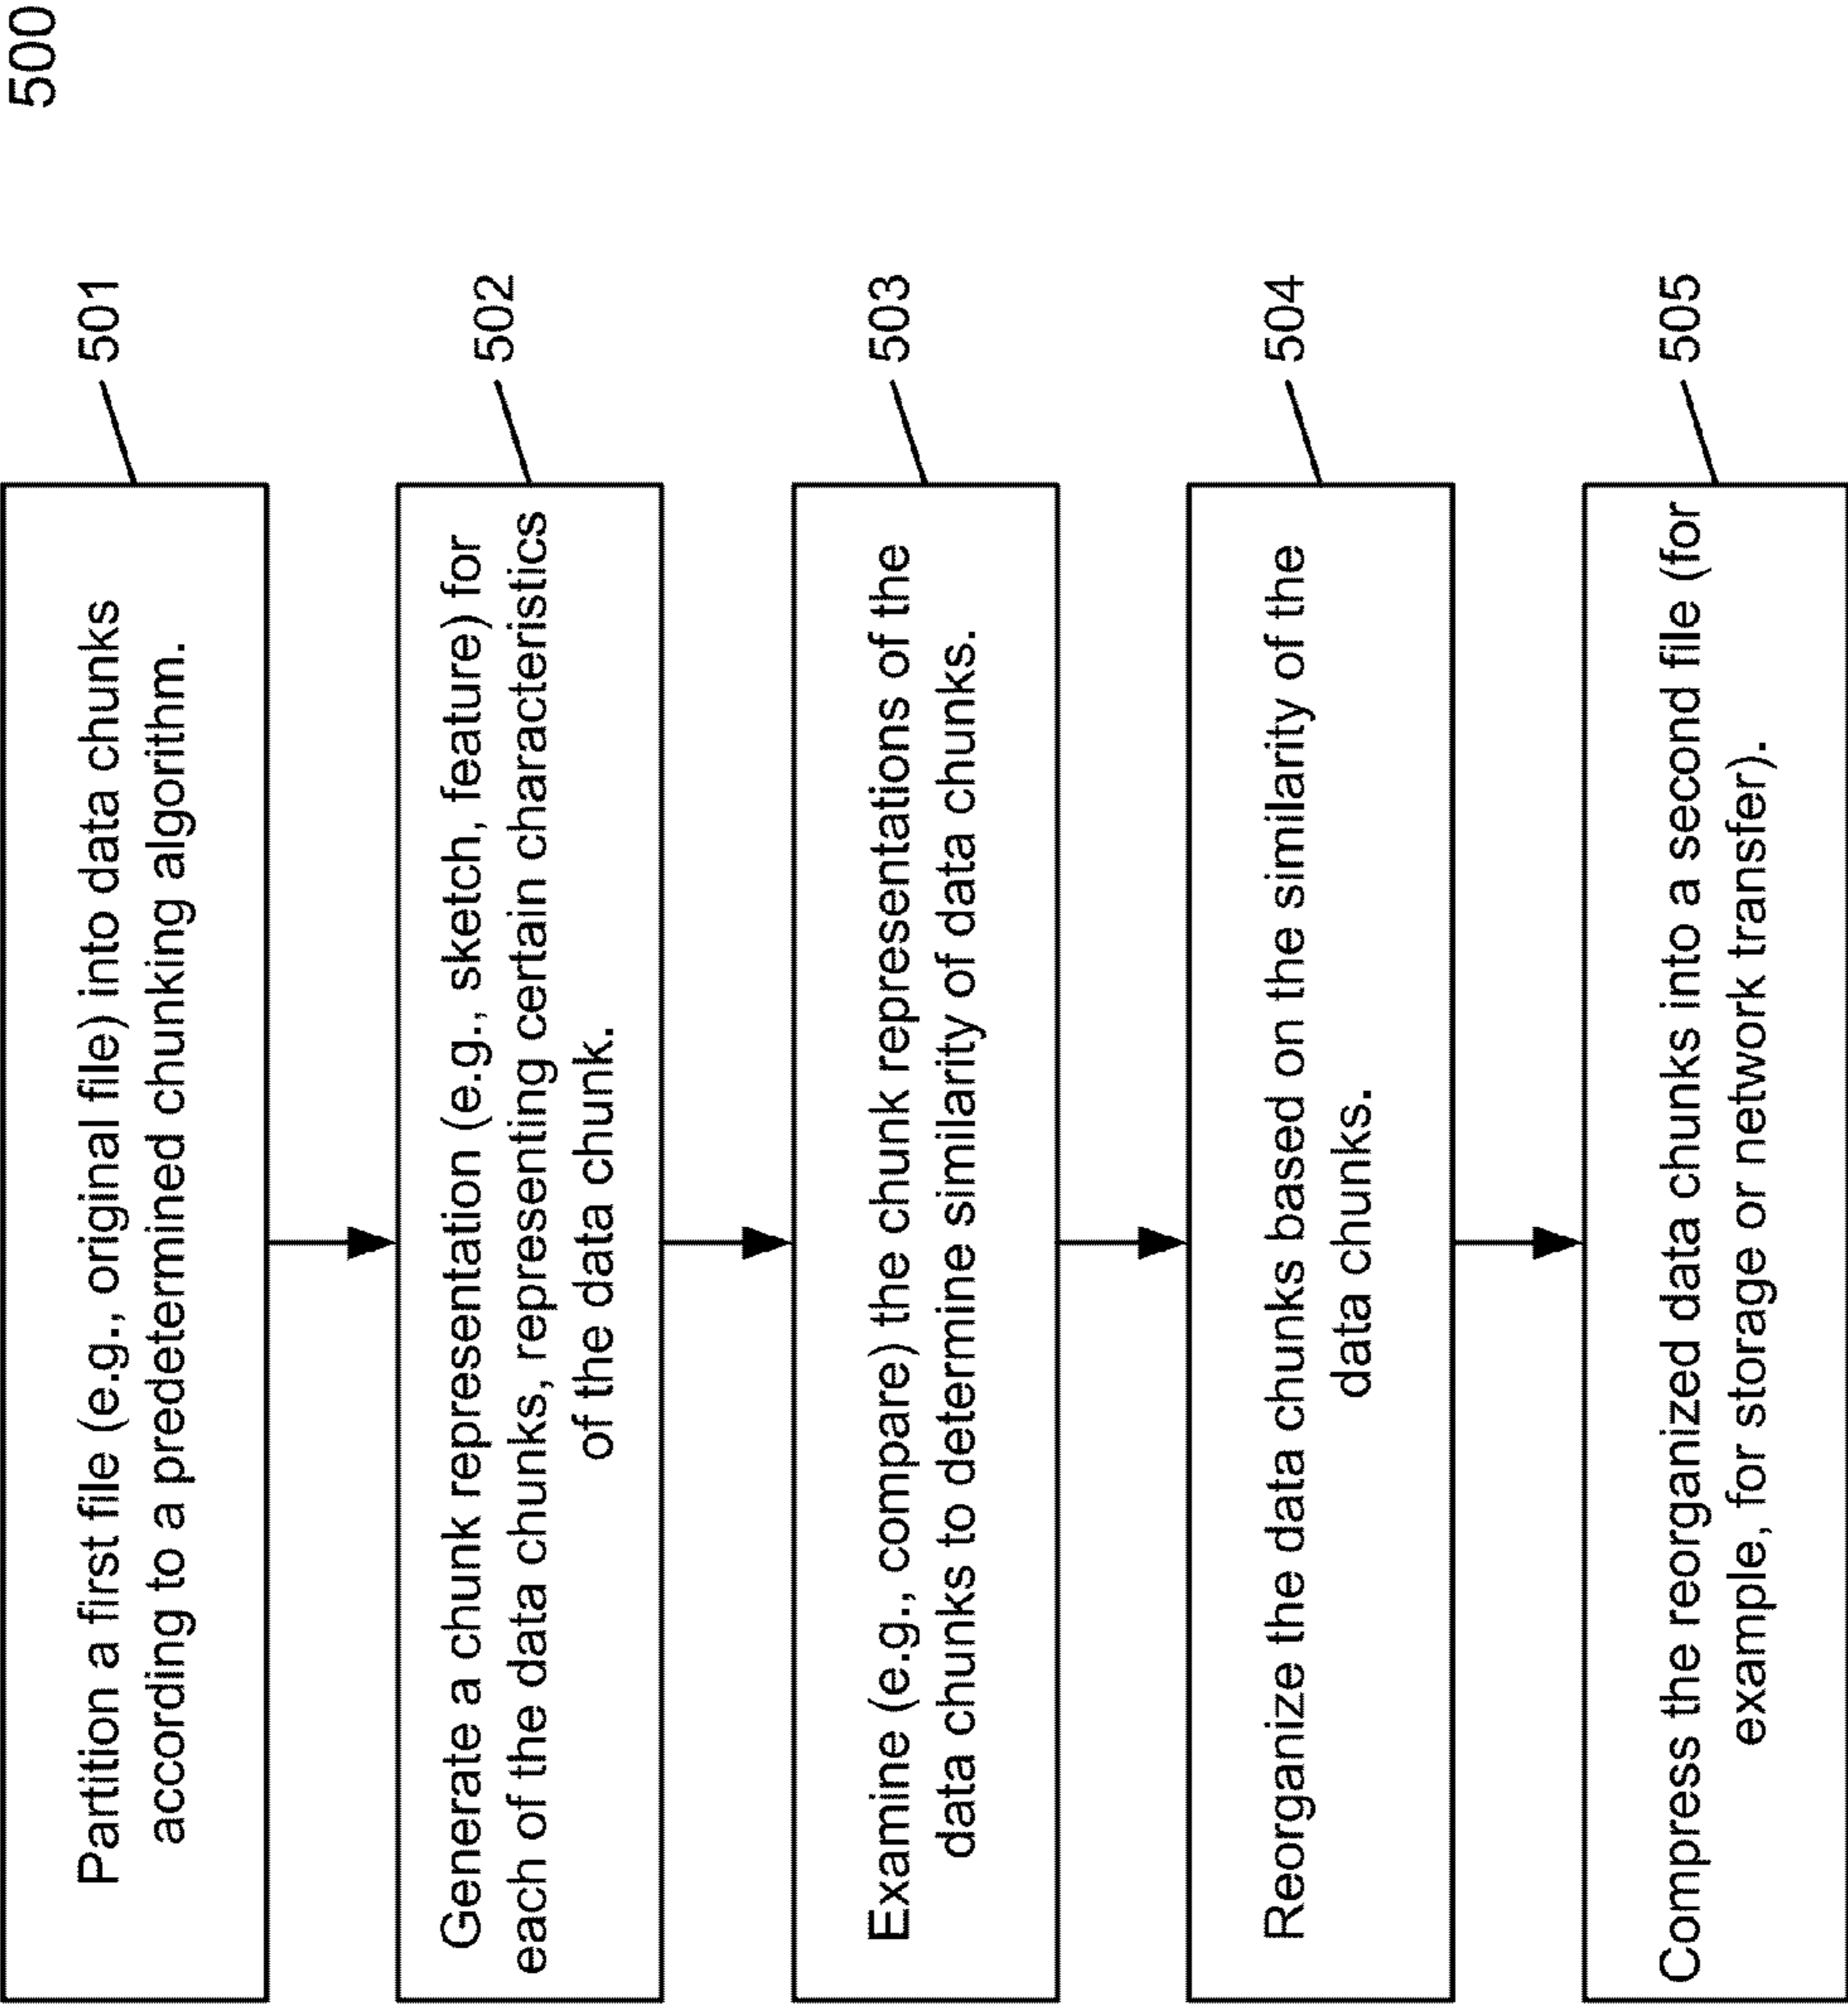 500
Partition a first file (e.g., original file) into data chunks
according to a predetermined chunking algorithm.
501
Generate a chunk representation (e.g., sketch, feature) for
each of the data chunks, representing certain characteristics
of the data chunk.
502
Examine (e.g., compare) the chunk representations of the
data chunks to determine similarity of data chunks.
503
Reorganize the data chunks based on the similarity of the
data chunks.
504
Compress the reorganized data chunks into a second file (for
example, for storage or network transfer).
505